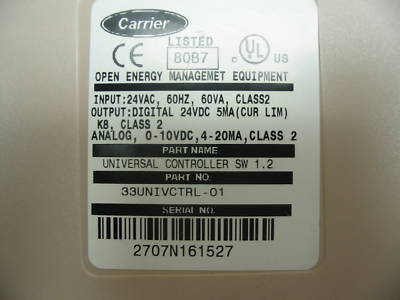 Carrier
CE LISTED 80B7 C UL US
OPEN ENERGY MANAGEMET EQUIPMENT
INPUT:24VAC, 60HZ, 60VA, CLASS2
OUTPUT:DIGITAL 24VDC 5MA(CUR LIM)
K8, CLASS 2
ANALOG, 0-10VDC,4-20MA,CLASS 2
PART NAME
UNIVERSAL CONTROLLER SW 1.2
PART NO.
33UNIVCTRL-01
SERIAL NO.
2707N161527